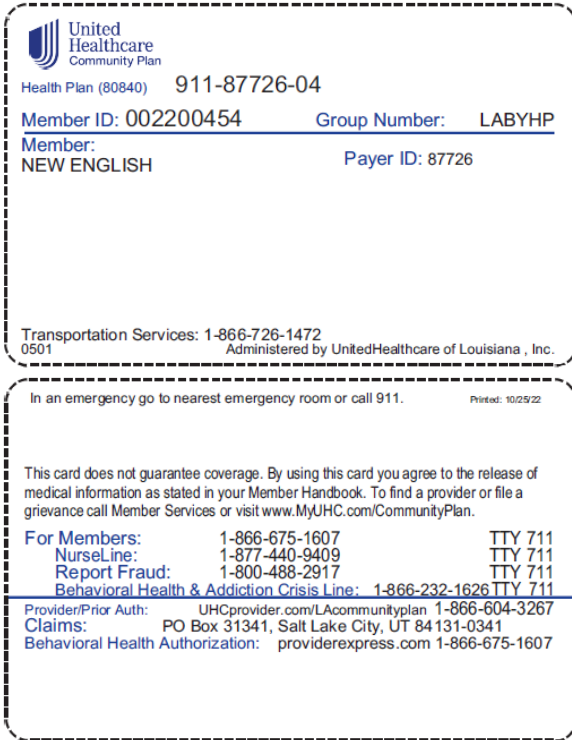 United
Healthcare
Community Plan
Health Plan (80840) 911-87726-04
Member ID: 002200454 Group Number: LABYHP
Member:
NEW ENGLISH Payer ID: 87726
Transportation Services: 1-866-726-1472
0501 Administered by UnitedHealthcare of Louisiana , Inc.
In an emergency go to nearest emergency room or call 911. Printed: 10/25/22
This card does not guarantee coverage. By using this card you agree to the release of
medical information as stated in your Member Handbook. To find a provider or file a
grievance call Member Services or visit www.MyUHC.com/CommunityPlan.
For Members: 1-866-675-1607 TTY 711
NurseLine: 1-877-440-9409 TTY 711
Report Fraud: 1-800-488-2917 TTY 711
Behavioral Health & Addiction Crisis Line: 1-866-232-1626 TTY 711
Provider/Prior Auth: UHCprovider.com/LAcommunityplan 1-866-604-3267
Claims: PO Box 31341, Salt Lake City, UT 84131-0341
Behavioral Health Authorization: providerexpress.com 1-866-675-1607